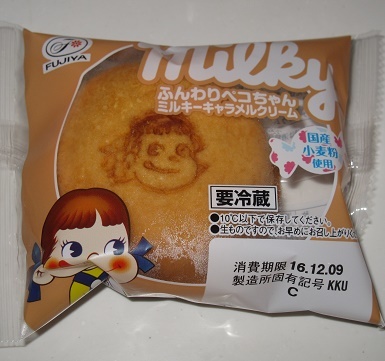 F
FUJIYA
milky
ふんわりペコちゃん
ミルキーキャラメルクリーム
国産
小麦粉
使用
要冷蔵
●10℃以下で保存してください。
●生ものですので、お早めにお召し上がりく
消費期限 16.12.09
製造所固有記号 KKU
C